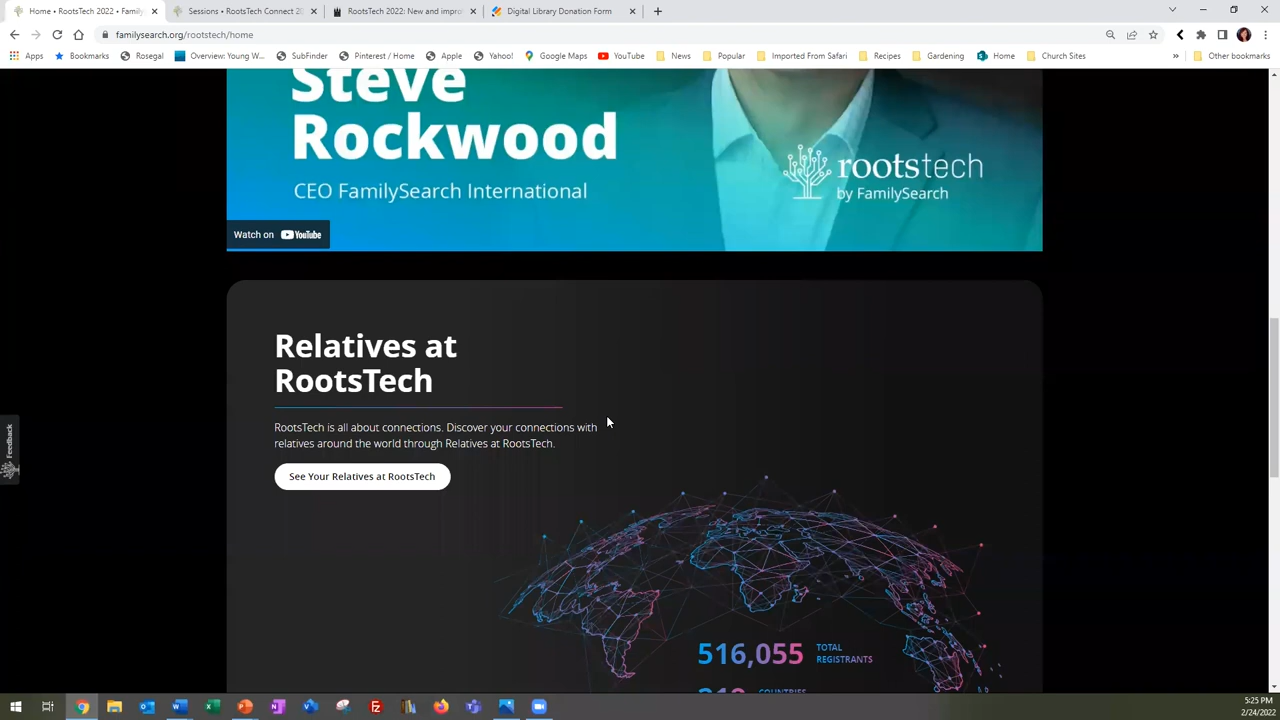 Home • RootsTech 2022 • Family
Sessions • RootsTech Connect 20
RootsTech 2022: New and impro
Digital Library Donation Form
familysearch.org/rootstech/home
Apps
Bookmarks
Rosegal
Overview: Young W...
SubFinder
Pinterest / Home
Apple
Yahoo!
Google Maps
YouTube
News
Popular
Imported From Safari
Recipes
Gardening
Home
Church Sites
»
Other bookmarks
Steve
Rockwood
CEO FamilySearch International
rootstech
by FamilySearch
Watch on YouTube
Feedback
Relatives at
RootsTech
RootsTech is all about connections. Discover your connections with
relatives around the world through Relatives at RootsTech.
See Your Relatives at RootsTech
516,055 TOTAL
REGISTRANTS
COUNTRIES
5:25 PM
2/24/2022